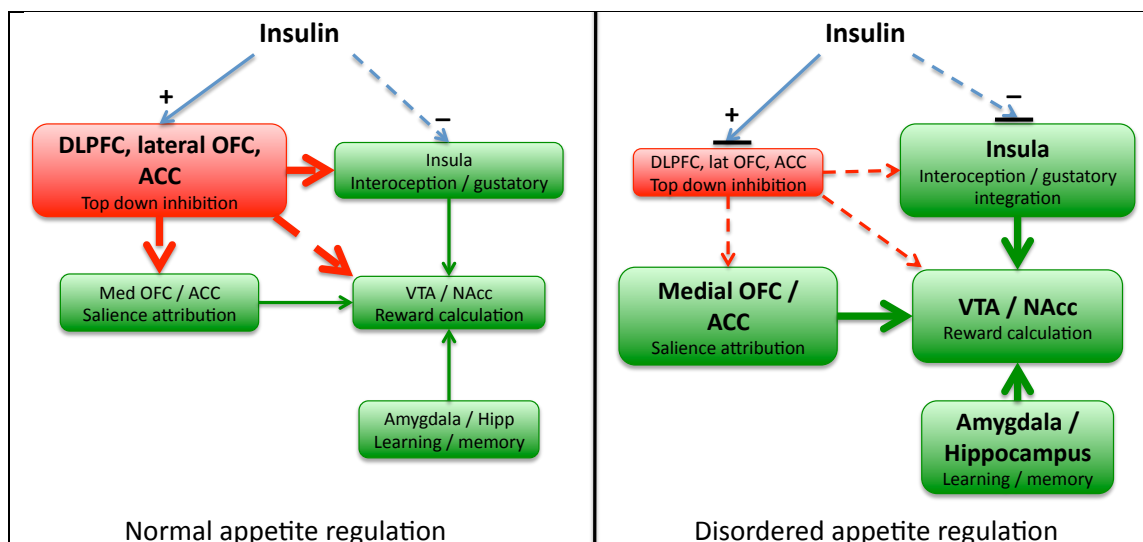 Insulin
+
–
DLPFC, lateral OFC,
ACC
Top down inhibition
Insula
Interoception / gustatory
Med OFC / ACC
Salience attribution
VTA / NAcc
Reward calculation
Amygdala / Hipp
Learning / memory
Normal appetite regulation
Insulin
+
–
DLPFC, lat OFC, ACC
Top down inhibition
Insula
Interoception / gustatory
integration
Medial OFC /
ACC
Salience attribution
VTA / NAcc
Reward calculation
Amygdala /
Hippocampus
Learning / memory
Disordered appetite regulation